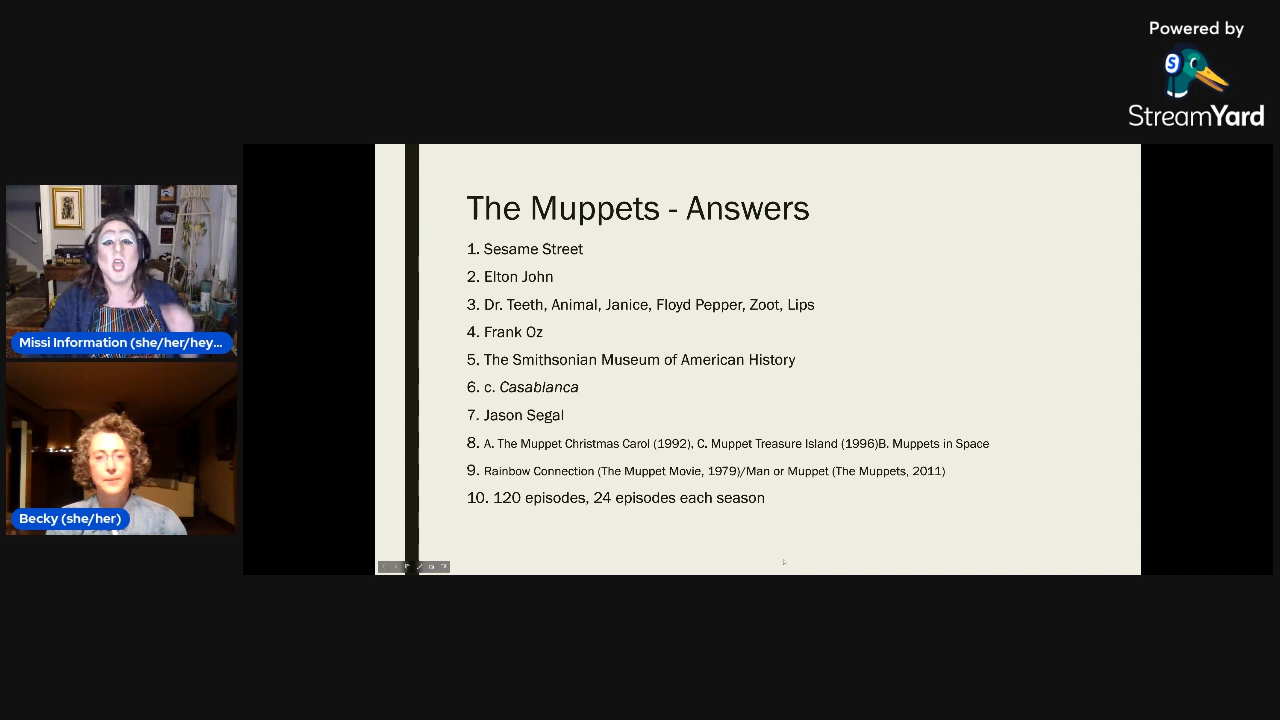 Powered by
S
StreamYard
The Muppets - Answers
1. Sesame Street
2. Elton John
3. Dr. Teeth, Animal, Janice, Floyd Pepper, Zoot, Lips
4. Frank Oz
5. The Smithsonian Museum of American History
6. c. Casablanca
7. Jason Segal
8. A. The Muppet Christmas Carol (1992), C. Muppet Treasure Island (1996)B. Muppets in Space
9. Rainbow Connection (The Muppet Movie, 1979)/Man or Muppet (The Muppets, 2011)
10. 120 episodes, 24 episodes each season
Missi Information (she/her/hey...
Becky (she/her)